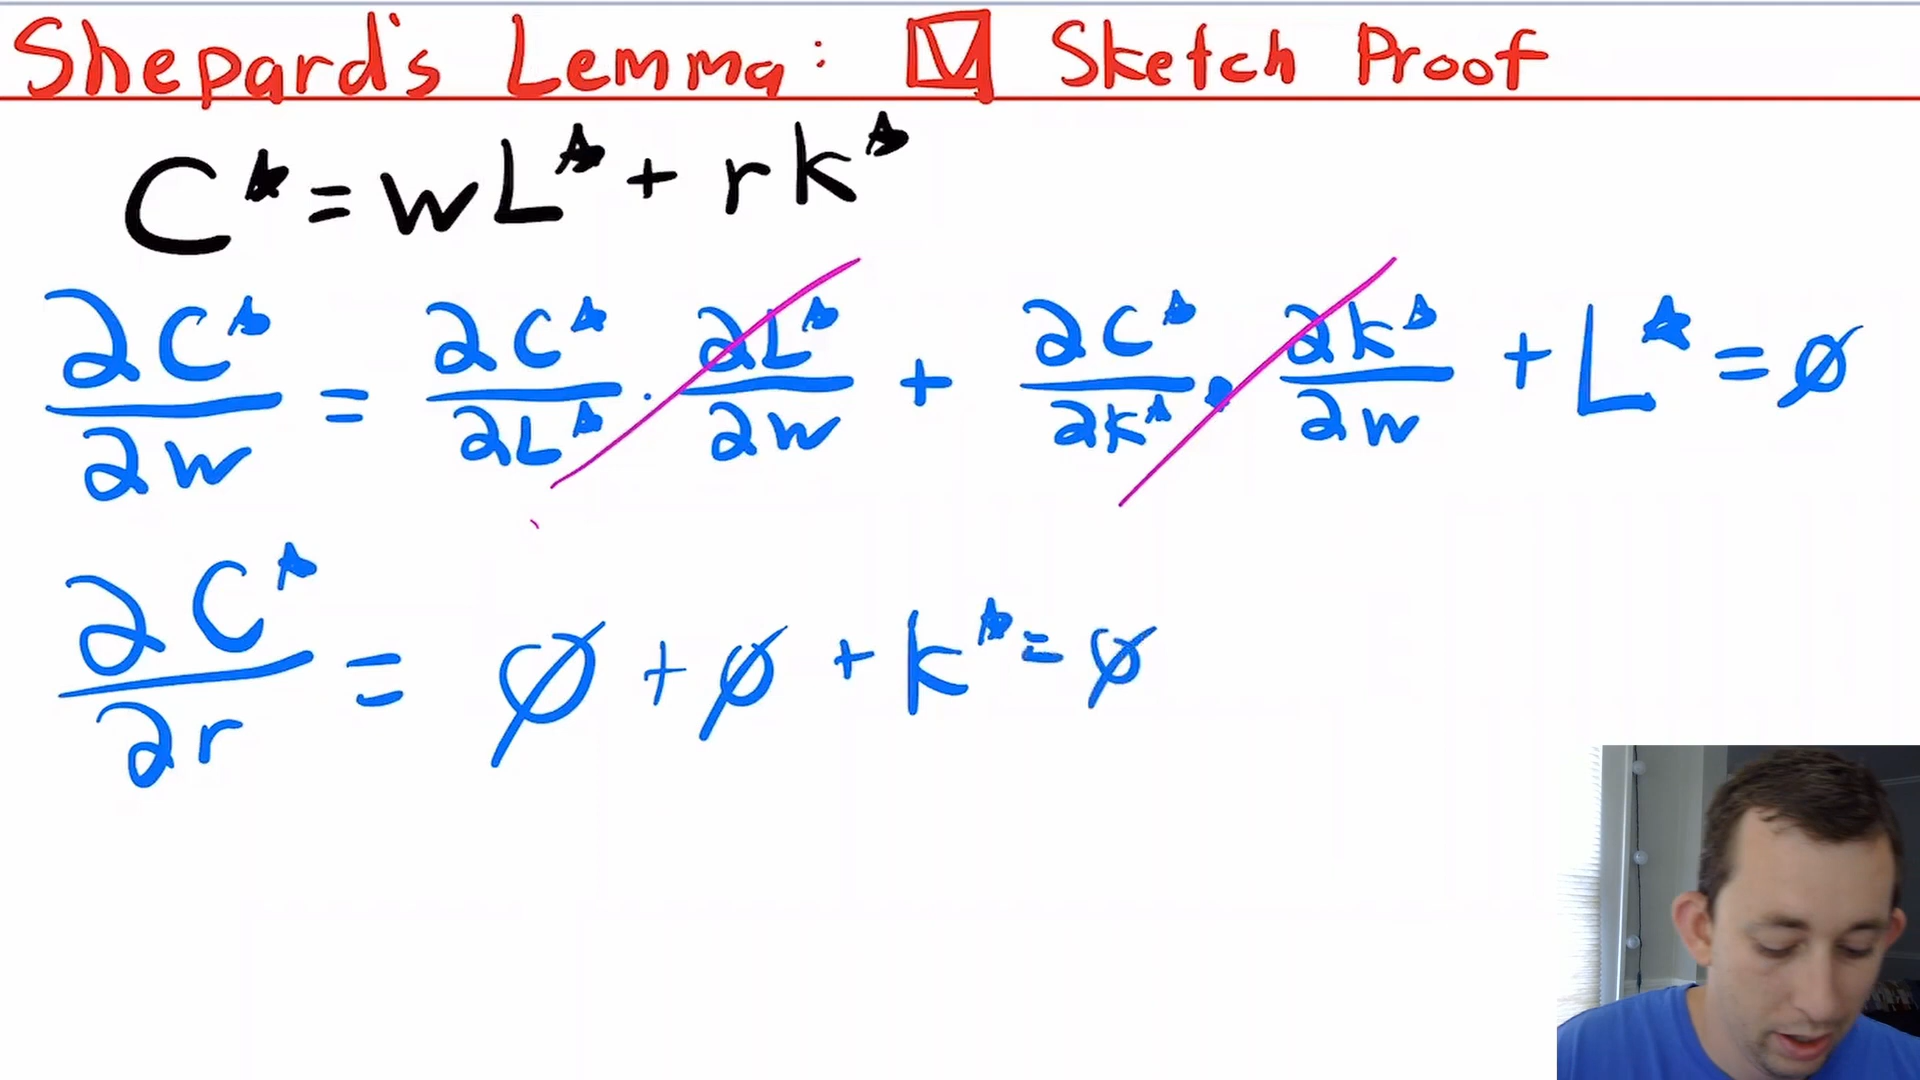 Shepard's Lemma: ☑ Sketch Proof
C* = wL* + rk*
∂C*/∂w = ∂C*/∂L* · ∂L*/∂w + ∂C*/∂k* · ∂k*/∂w + L* = ∅
∂C*/∂r = ∅ + ∅ + k* = ∅